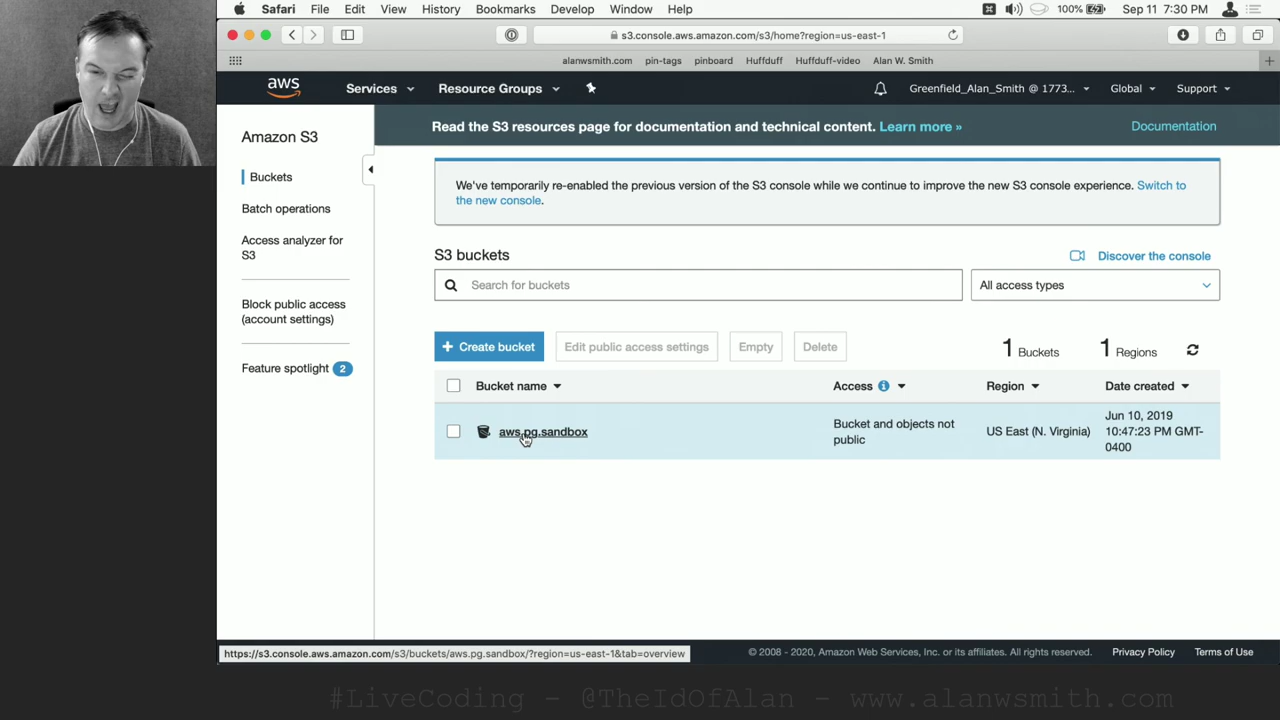 Safari File Edit View History Bookmarks Develop Window Help 100% Sep 11 7:30 PM
s3.console.aws.amazon.com/s3/home?region=us-east-1
alanwsmith.com pin-tags pinboard Huffduff Huffduff-video Alan W. Smith
aws Services Resource Groups Greenfield_Alan_Smith @ 1773... Global Support
Amazon S3
Buckets
Batch operations
Access analyzer for
S3
Block public access
(account settings)
Feature spotlight 2
Read the S3 resources page for documentation and technical content. Learn more » Documentation
We've temporarily re-enabled the previous version of the S3 console while we continue to improve the new S3 console experience. Switch to
the new console.
S3 buckets Discover the console
Search for buckets All access types
+ Create bucket Edit public access settings Empty Delete 1 Buckets 1 Regions
Bucket name Access Region Date created
aws.pg.sandbox
Bucket and objects not
public
US East (N. Virginia)
Jun 10, 2019
10:47:23 PM GMT-
0400
https://s3.console.aws.amazon.com/s3/buckets/aws.pg.sandbox/?region=us-east-1&tab=overview
© 2008 - 2020, Amazon Web Services, Inc. or its affiliates. All rights reserved. Privacy Policy Terms of Use
#LiveCoding - @TheIdOfAlan - www.alanwsmith.com